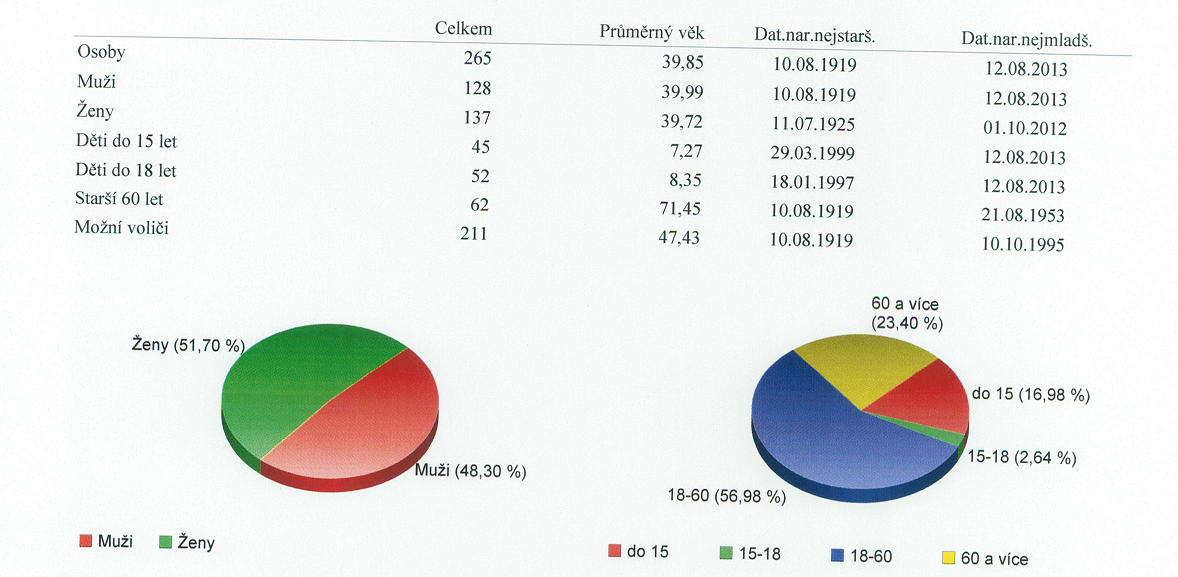 Celkem Průměrný věk Dat.nar.nejstarš. Dat.nar.nejmladš.
Osoby 265 39,85 10.08.1919 12.08.2013
Muži 128 39,99 10.08.1919 12.08.2013
Ženy 137 39,72 11.07.1925 01.10.2012
Děti do 15 let 45 7,27 29.03.1999 12.08.2013
Děti do 18 let 52 8,35 18.01.1997 12.08.2013
Starší 60 let 62 71,45 10.08.1919 21.08.1953
Možní voliči 211 47,43 10.08.1919 10.10.1995
Ženy (51,70 %)
Muži (48,30 %)
Muži Ženy
60 a více
(23,40 %)
do 15 (16,98 %)
15-18 (2,64 %)
18-60 (56,98 %)
do 15 15-18 18-60 60 a více